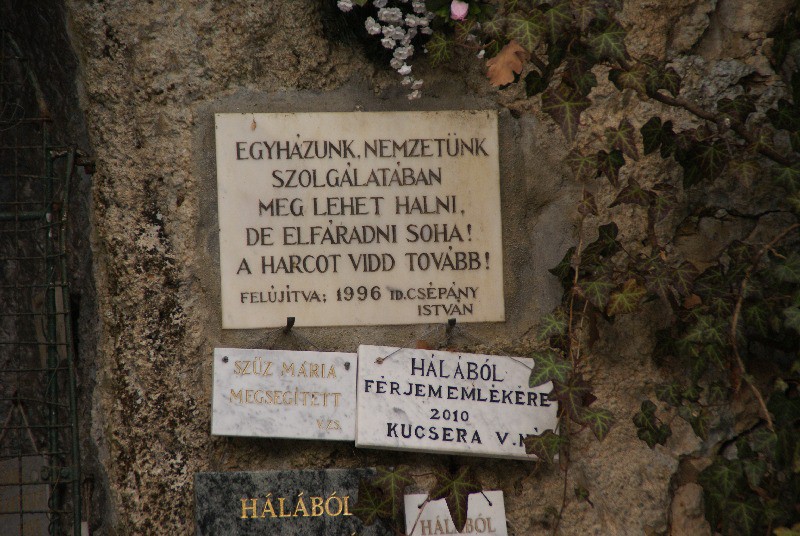 EGYHÁZUNK, NEMZETÜNK
SZOLGÁLATÁBAN
MEG LEHET HALNI,
DE ELFÁRADNI SOHA!
A HARCOT VIDD TOVÁBB!
FELÚJÍTVA; 1996 ID.CSÉPÁNY
ISTVÁN
SZŰZ MÁRIA
MEGSEGÍTETT
V.ZS.
HÁLÁBÓL
FÉRJEM EMLÉKÉRE
2010
KUCSERA V.
HÁLÁBÓL
HÁLÁBÓL